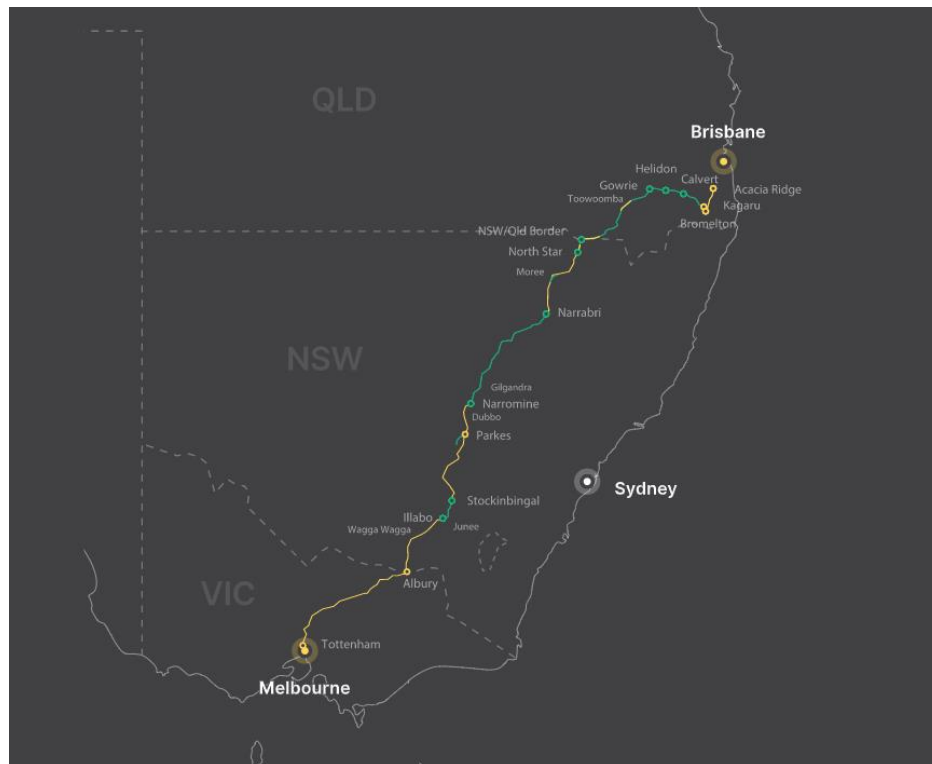 QLD
Brisbane
Helidon
Calvert
Gowrie
Acacia Ridge
Toowoomba
Kagaru
Bromelton
NSW/Qld Border
North Star
Moree
Narrabri
NSW
Gilgandra
Narromine
Dubbo
Parkes
Sydney
Stockinbingal
Illabo
Junee
Wagga Wagga
Albury
VIC
Tottenham
Melbourne